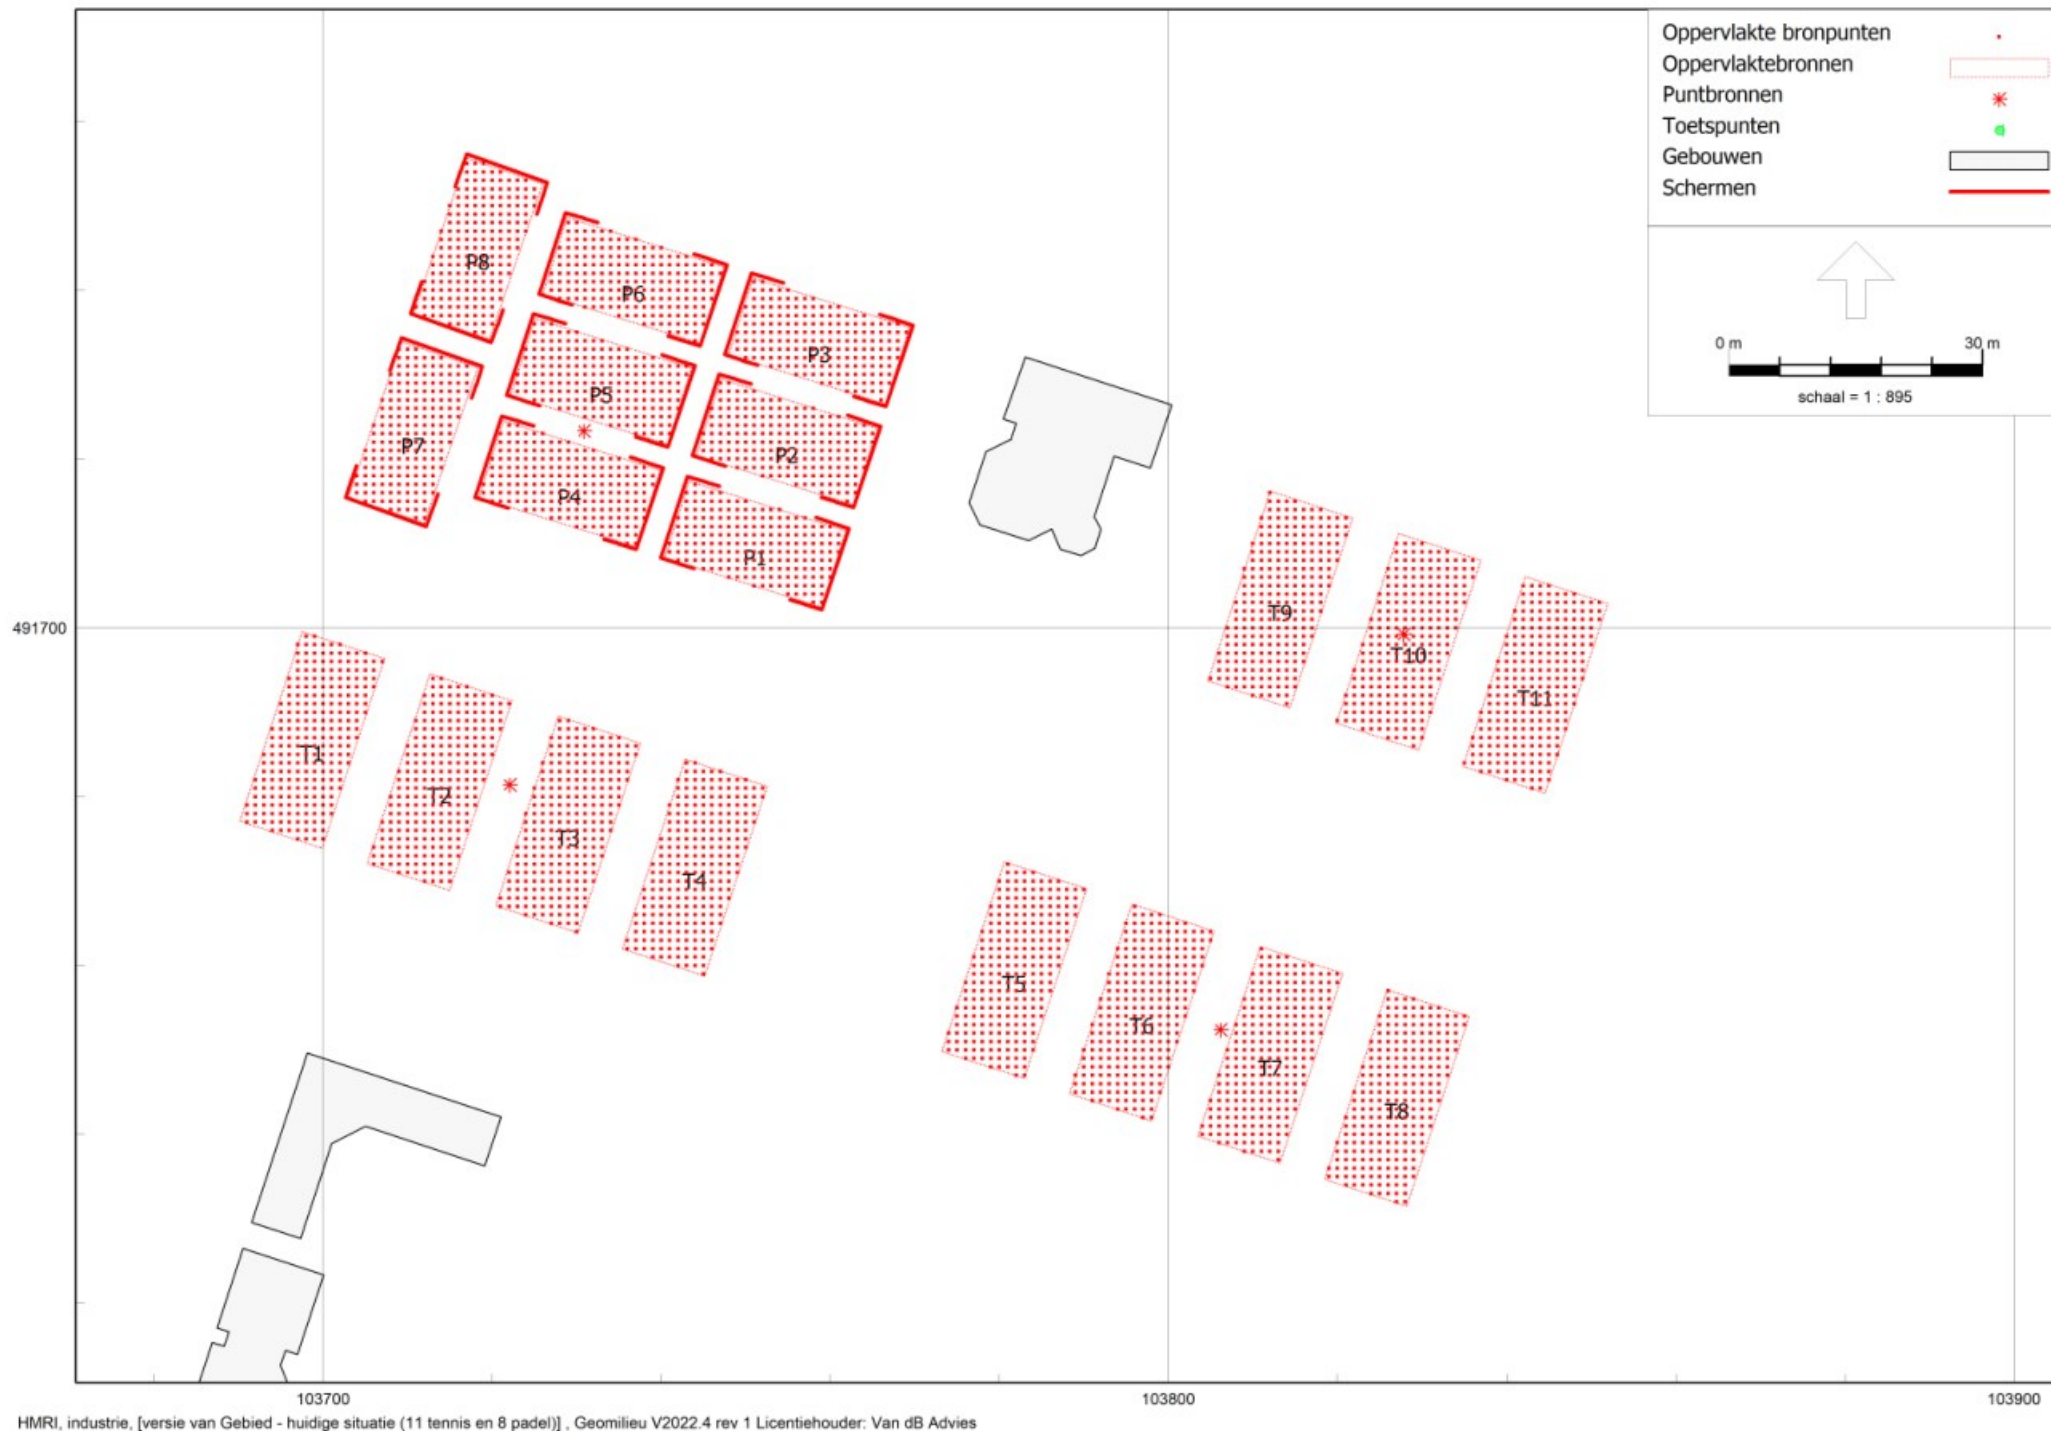 Oppervlakte bronpunten
Oppervlaktebronnen
Puntbronnen
Toetspunten
Gebouwen
Schermen
0 m 30 m
schaal = 1 : 895
P8
P6
P3
P5
P7
P2
P4
P1
T9
491700
T10
T11
T1
T2
T3
T4
T5
T6
T7
T8
103700 103800 103900
HMRI, industrie, [versie van Gebied - huidige situatie (11 tennis en 8 padel)] , Geomilieu V2022.4 rev 1 Licentiehouder: Van dB Advies